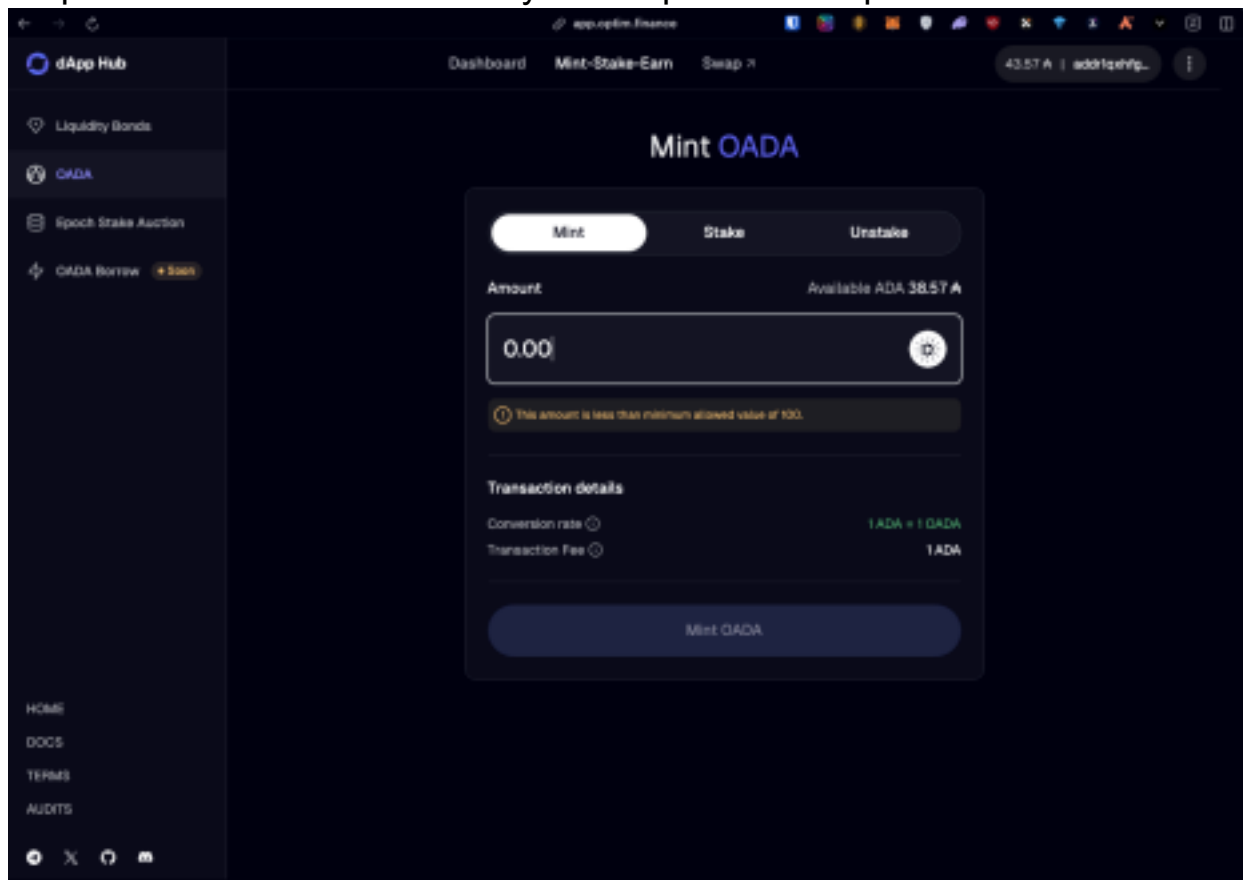 app.optim.finance
dApp Hub
Dashboard Mint-Stake-Earn Swap
43.57 ₳ |
Liquidity Bonds
OADA
Epoch Stake Auction
OADA Borrow + Soon
Mint OADA
Mint Stake Unstake
Amount Available ADA 38.57 ₳
0.00
This amount is less than minimum allowed value of 100.
Transaction details
Conversion rate 1 ADA = 1 OADA
Transaction Fee 1 ADA
Mint OADA
HOME
DOCS
TERMS
AUDITS